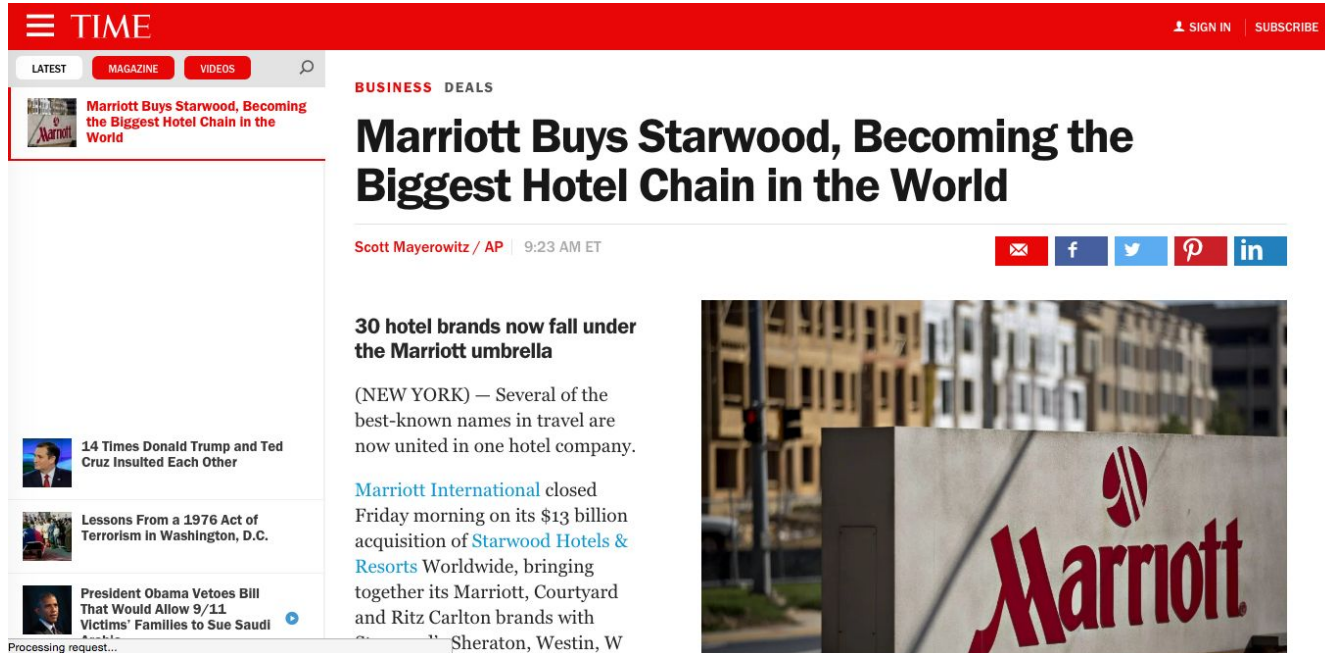 TIME
SIGN IN
SUBSCRIBE
LATEST
MAGAZINE
VIDEOS
Marriott Buys Starwood, Becoming
the Biggest Hotel Chain in the
World
14 Times Donald Trump and Ted
Cruz Insulted Each Other
Lessons From a 1976 Act of
Terrorism in Washington, D.C.
President Obama Vetoes Bill
That Would Allow 9/11
Victims' Families to Sue Saudi
Processing request...
BUSINESS DEALS
Marriott Buys Starwood, Becoming the
Biggest Hotel Chain in the World
Scott Mayerowitz / AP
9:23 AM ET
f
in
30 hotel brands now fall under
the Marriott umbrella
(NEW YORK) — Several of the
best-known names in travel are
now united in one hotel company.
Marriott International closed
Friday morning on its $13 billion
acquisition of Starwood Hotels &
Resorts Worldwide, bringing
together its Marriott, Courtyard
and Ritz Carlton brands with
Sheraton, Westin, W
Marriott